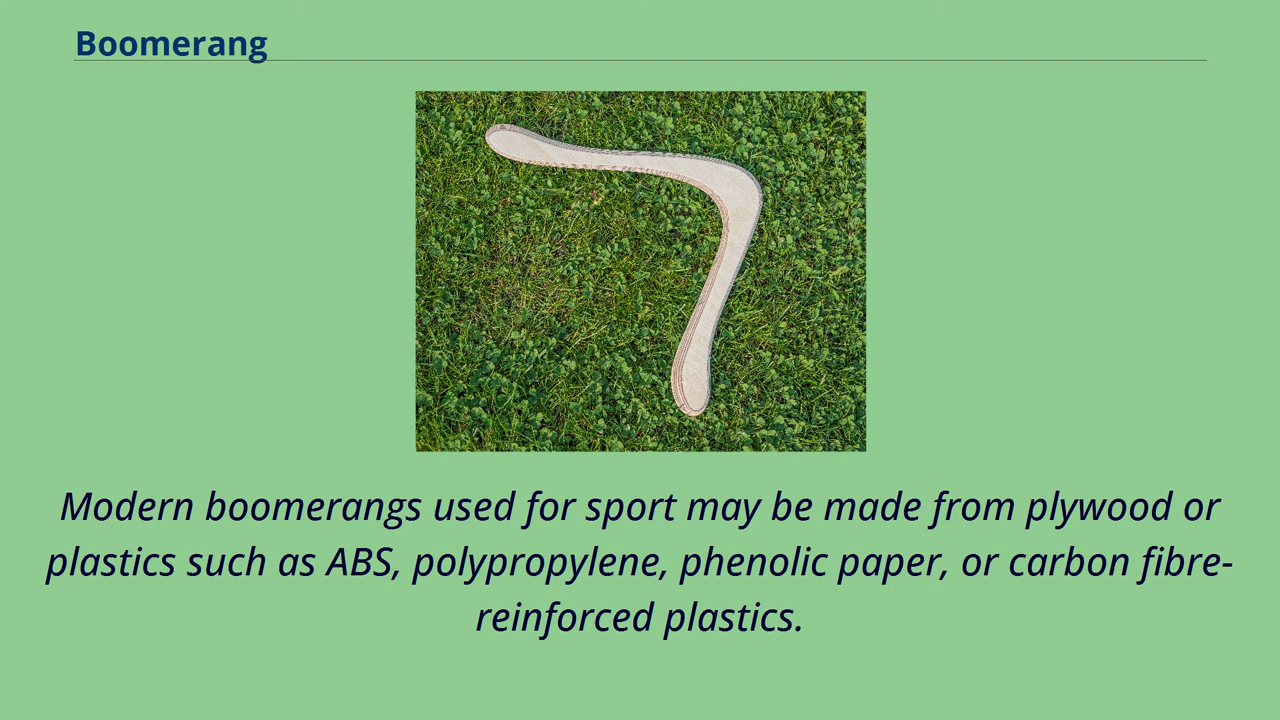 Boomerang
Modern boomerangs used for sport may be made from plywood or
plastics such as ABS, polypropylene, phenolic paper, or carbon fibre-
reinforced plastics.